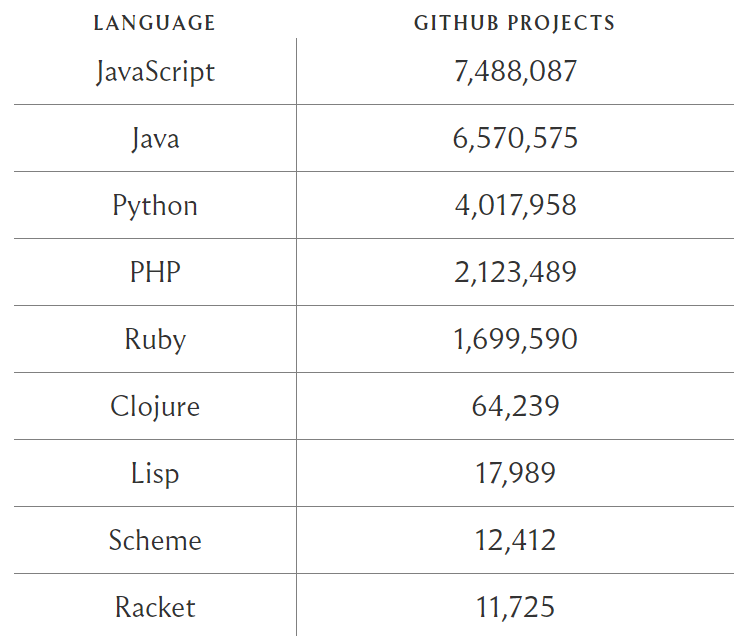 LANGUAGE GITHUB PROJECTS
JavaScript 7,488,087
Java 6,570,575
Python 4,017,958
PHP 2,123,489
Ruby 1,699,590
Clojure 64,239
Lisp 17,989
Scheme 12,412
Racket 11,725